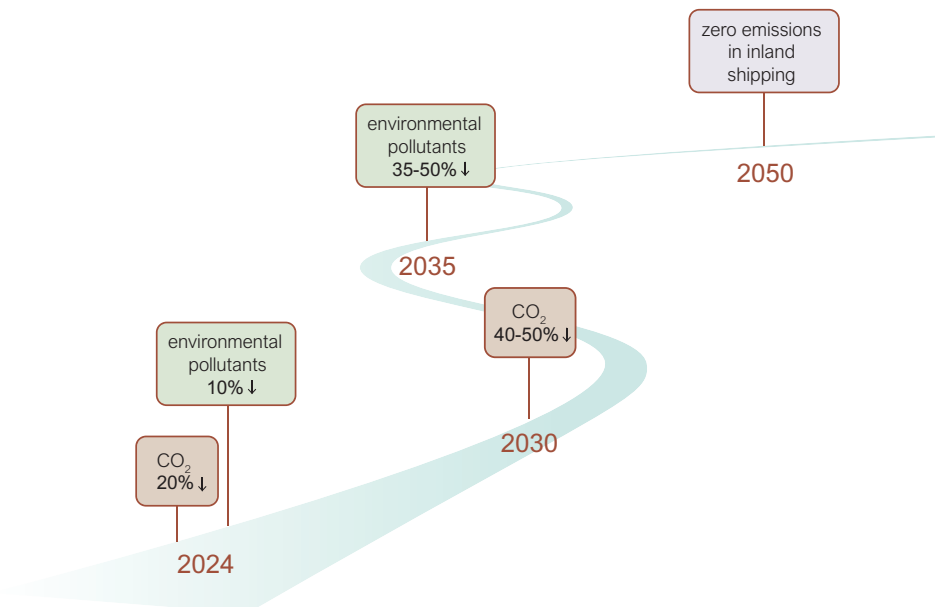 zero emissions
in inland
shipping
2050
environmental
pollutants
35-50% ↓
2035
CO₂
40-50% ↓
2030
environmental
pollutants
10% ↓
CO₂
20% ↓
2024